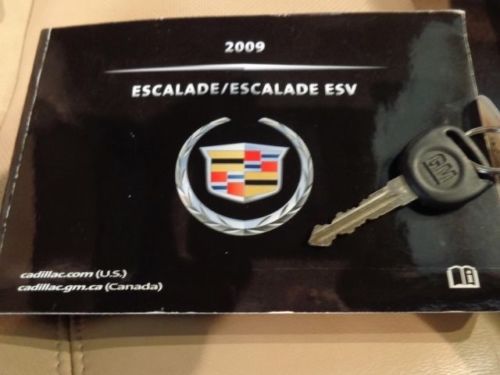 2009
ESCALADE/ESCALADE ESV
GM
cadillac.com (U.S.)
cadillac.gm.ca (Canada)